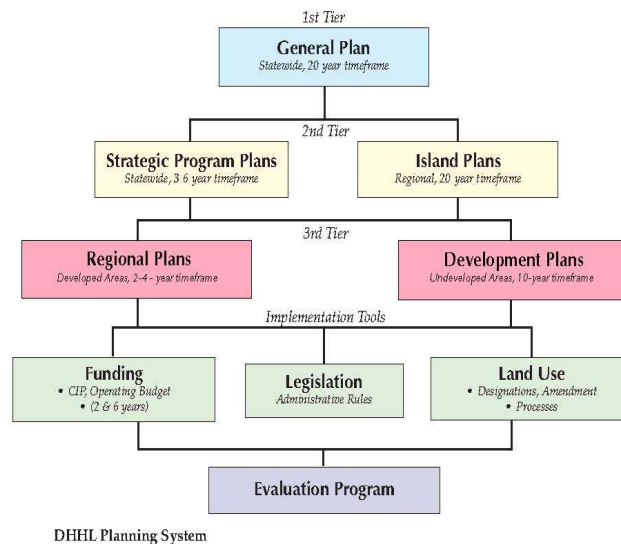 1st Tier
General Plan
Statewide, 20 year timeframe
2nd Tier
Strategic Program Plans
Statewide, 3 6 year timeframe
Island Plans
Regional, 20 year timeframe
3rd Tier
Regional Plans
Developed Areas, 2-4 - year timeframe
Development Plans
Undeveloped Areas, 10-year timeframe
Implementation Tools
Funding
• CIP, Operating Budget
• (2 & 6 years)
Legislation
Administrative Rules
Land Use
• Designations, Amendment
• Processes
Evaluation Program
DHHL Planning System